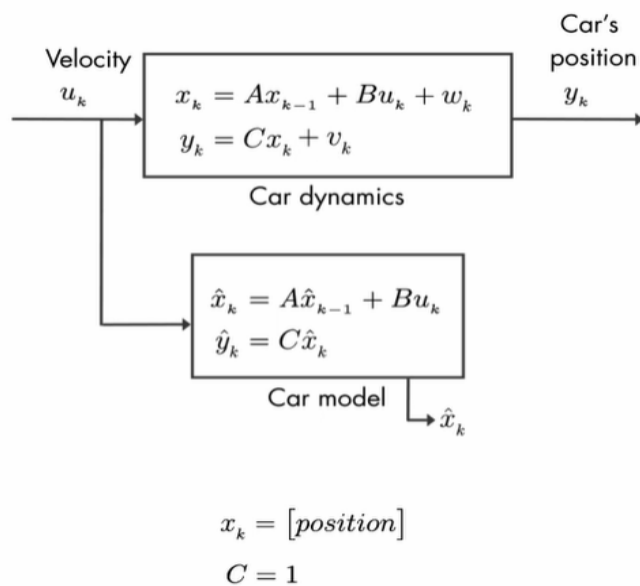 Velocity
u_k
Car's
position
y_k
x_k = Ax_{k-1} + Bu_k + w_k
y_k = Cx_k + v_k
Car dynamics
x̂_k = Ax̂_{k-1} + Bu_k
ŷ_k = Cx̂_k
Car model
x̂_k
x_k = [position]
C = 1